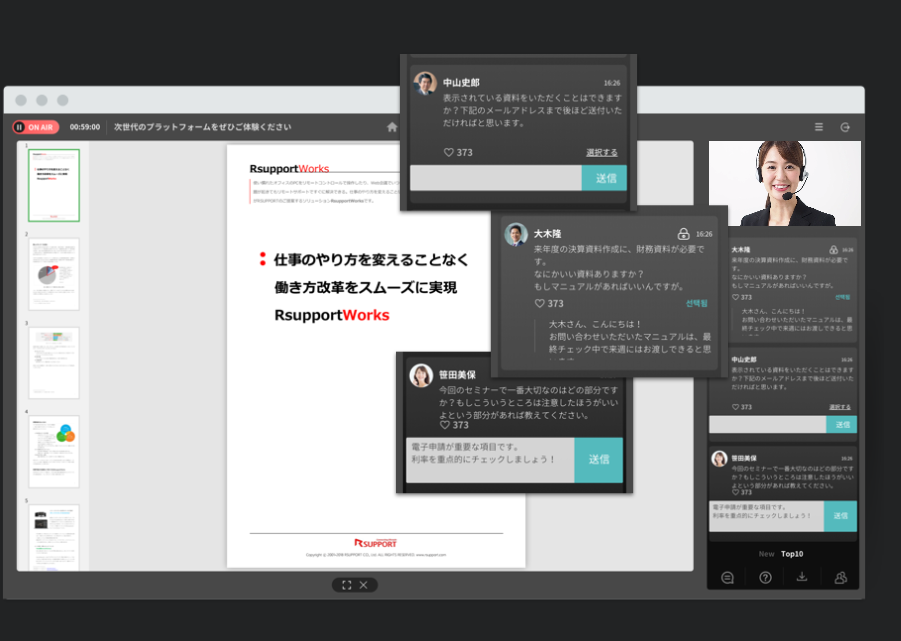 ON AIR
00:59:00
次世代のプラットフォームをぜひご体験ください
1
2
3
4
5
RsupportWorks
仕事のやり方を変えることなく
働き方改革をスムーズに実現
RsupportWorks
RSUPPORT
中山史郎
16:26
表示されている資料をいただくことはできます
か？下記のメールアドレスまで後ほど送付いた
だければと思います。
373
選択する
送信
大木隆
16:26
来年度の決算資料作成に、財務資料が必要で
す。
なにかいい資料ありますか？
もしマニュアルがあればいいんですが。
373
선택됨
大木さん、こんにちは！
お問い合わせいただいたマニュアルは、最
終チェック中で来週にはお渡しできると思
笹田美保
今回のセミナーで一番大切なのはどの部分です
か？もしこういうところは注意したほうがいい
よという部分があれば教えてください。
373
電子申請が重要な項目です。
利率を重点的にチェックしましょう！
送信
大木隆
16:26
来年度の決算資料作成に、財務資料が必要で
す。
なにかいい資料ありますか？
もしマニュアルがあればいいんですが。
373
선택됨
大木さん、こんにちは！
お問い合わせいただいたマニュアルは、最
終チェック中で来週にはお渡しできると思
中山史郎
16:26
表示されている資料をいただくことはできます
か？下記のメールアドレスまで後ほど送付いた
だければと思います。
373
選択する
送信
笹田美保
16:26
今回のセミナーで一番大切なのはどの部分です
か？もしこういうところは注意したほうがいい
よという部分があれば教えてください。
373
電子申請が重要な項目です。
利率を重点的にチェックしましょう！
送信
New
Top10